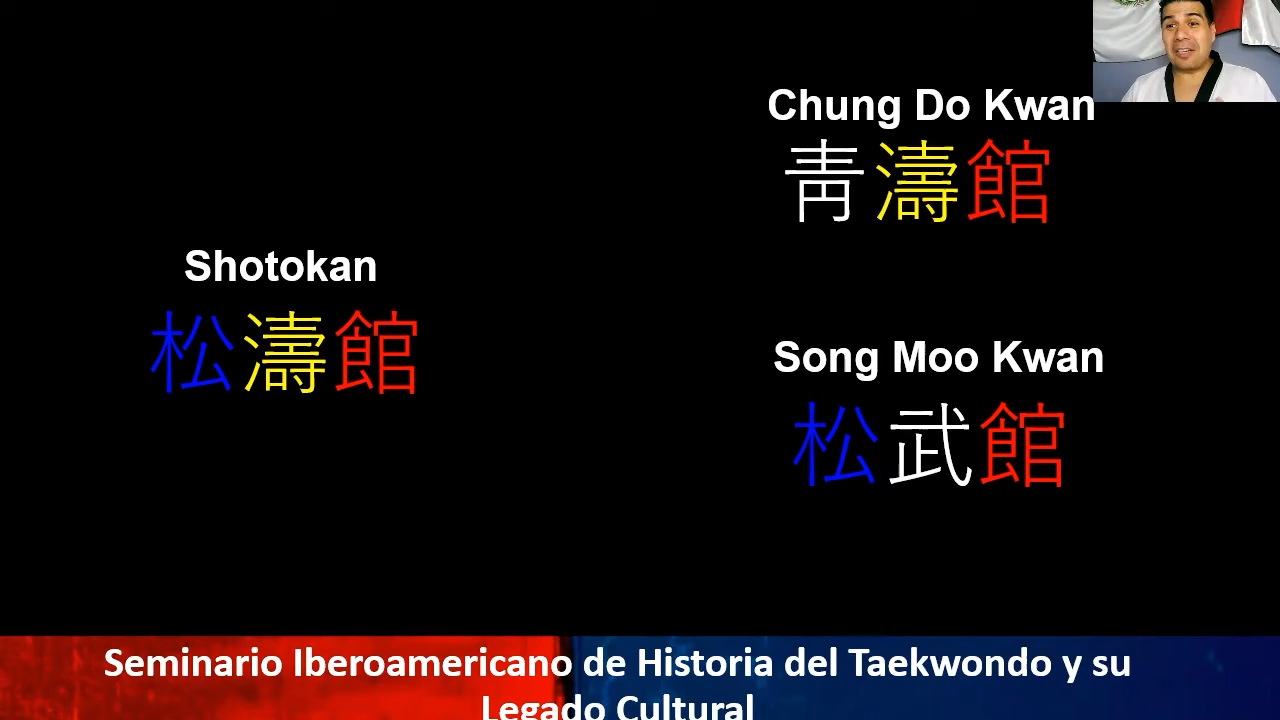 Chung Do Kwan
靑濤館
Shotokan
松濤館
Song Moo Kwan
松武館
Seminario Iberoamericano de Historia del Taekwondo y su
Legado Cultural